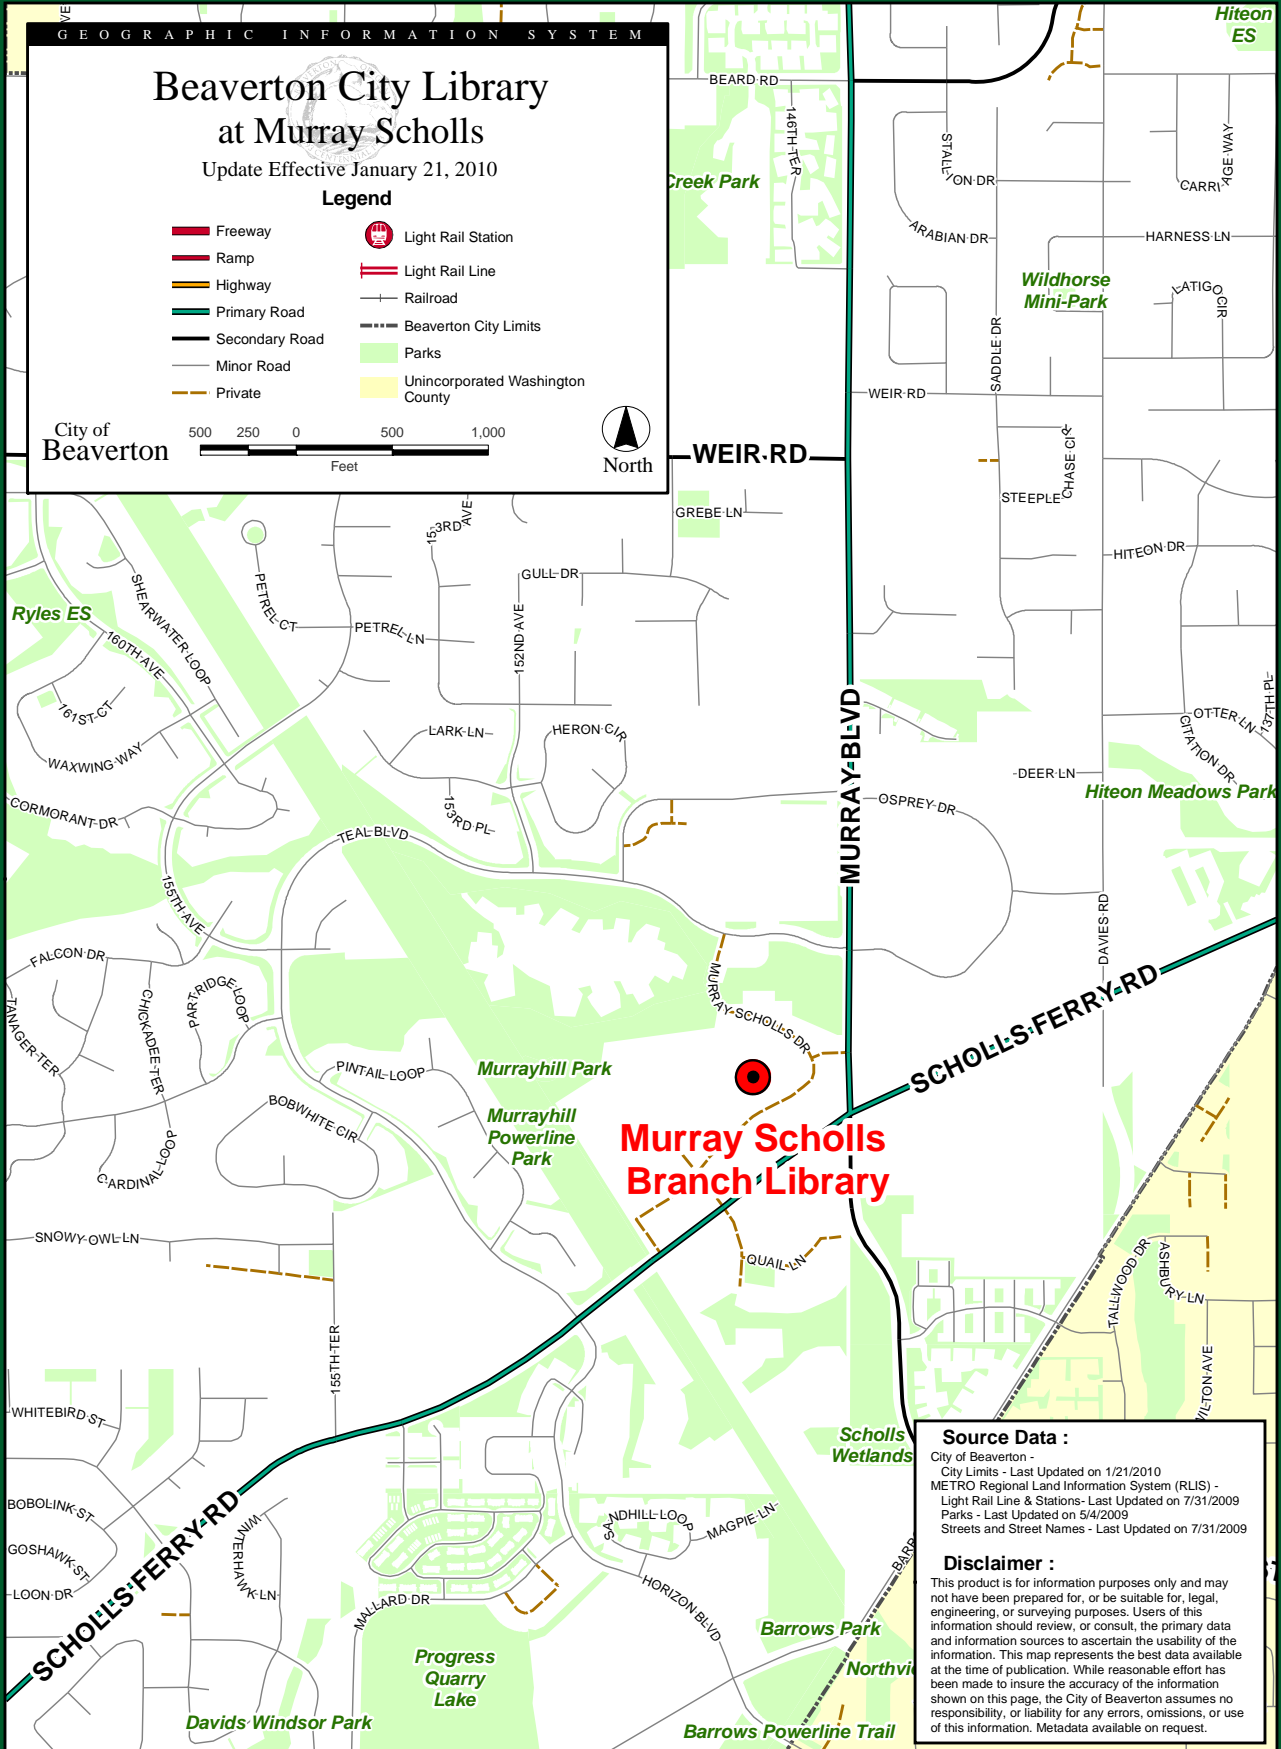 GEOGRAPHIC INFORMATION SYSTEM
Beaverton City Library
at Murray Scholls
Update Effective January 21, 2010
Legend
Freeway
Ramp
Highway
Primary Road
Secondary Road
Minor Road
Private
Light Rail Station
Light Rail Line
Railroad
Beaverton City Limits
Parks
Unincorporated Washington
County
City of
Beaverton
500 250 0 500 1,000
Feet
North
AVE
Hiteon
ES
BEARD RD
146TH TER
Creek Park
STALLION DR
CARRIAGE WAY
ARABIAN DR
HARNESS LN
Wildhorse
Mini-Park
LATIGO CIR
SADDLE DR
WEIR RD
WEIR RD
STEEPLECHASE CIR
GREBE LN
153RD AVE
HITEON DR
GULL DR
SHEARWATER LOOP
PETREL CT
Ryles ES
PETREL LN
152ND AVE
160TH AVE
161ST CT
WAXWING WAY
LARK LN
HERON CIR
MURRAY BLVD
OTTER LN
137TH PL
CITATION DR
DEER LN
Hiteon Meadows Park
CORMORANT DR
153RD PL
OSPREY DR
TEAL BLVD
155TH AVE
DAVIES RD
FALCON DR
PARTRIDGE LOOP
CHICKADEE TER
TANAGER TER
MURRAY SCHOLLS DR
SCHOLLS FERRY RD
PINTAIL LOOP
Murrayhill Park
BOBWHITE CIR
Murrayhill
Powerline
Park
Murray Scholls
Branch Library
CARDINAL LOOP
SNOWY OWL LN
QUAIL LN
TALLWOOD DR
ASHBURY LN
155TH TER
WILTON AVE
WHITEBIRD ST
Scholls
Wetlands
BOBOLINK ST
GOSHAWK ST
LOON DR
SCHOLLS FERRY RD
WINTERHAWK LN
SANDHILL LOOP
MAGPIE LN
MALLARD DR
HORIZON BLVD
BARR
Barrows Park
Progress
Quarry
Lake
Northvi
Davids Windsor Park
Barrows Powerline Trail
Source Data :
City of Beaverton -
City Limits - Last Updated on 1/21/2010
METRO Regional Land Information System (RLIS) -
Light Rail Line & Stations- Last Updated on 7/31/2009
Parks - Last Updated on 5/4/2009
Streets and Street Names - Last Updated on 7/31/2009
Disclaimer :
This product is for information purposes only and may
not have been prepared for, or be suitable for, legal,
engineering, or surveying purposes. Users of this
information should review, or consult, the primary data
and information sources to ascertain the usability of the
information. This map represents the best data available
at the time of publication. While reasonable effort has
been made to insure the accuracy of the information
shown on this page, the City of Beaverton assumes no
responsibility, or liability for any errors, omissions, or use
of this information. Metadata available on request.